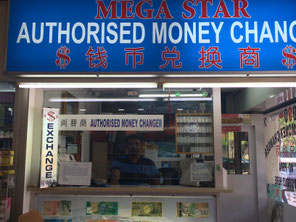 MEGA STAR
AUTHORISED MONEY CHANG
$ 钱币兑换商 $
AUTHORISED MONEY CHANGER
$ EXCHANGE